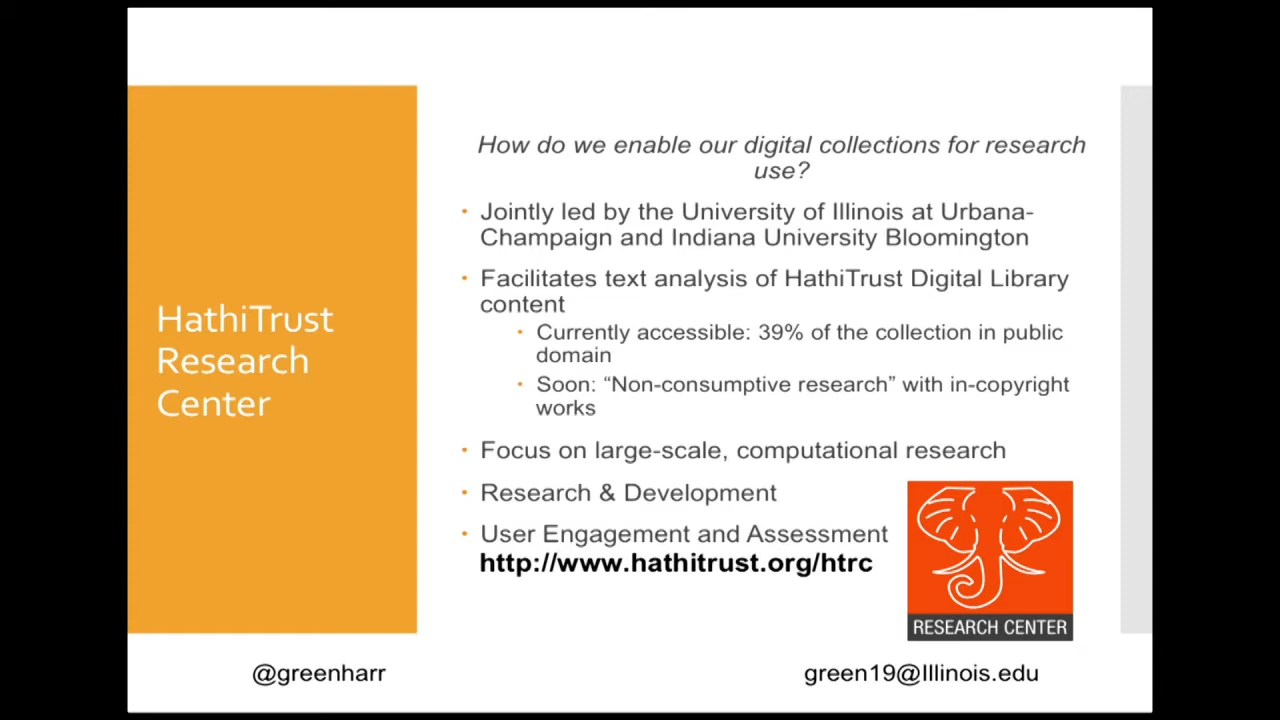 How do we enable our digital collections for research
use?
• Jointly led by the University of Illinois at Urbana-
Champaign and Indiana University Bloomington
• Facilitates text analysis of HathiTrust Digital Library
content
• Currently accessible: 39% of the collection in public
domain
• Soon: “Non-consumptive research” with in-copyright
works
• Focus on large-scale, computational research
• Research & Development
• User Engagement and Assessment
http://www.hathitrust.org/htrc
HathiTrust
Research
Center
RESEARCH CENTER
@greenharr
green19@Illinois.edu